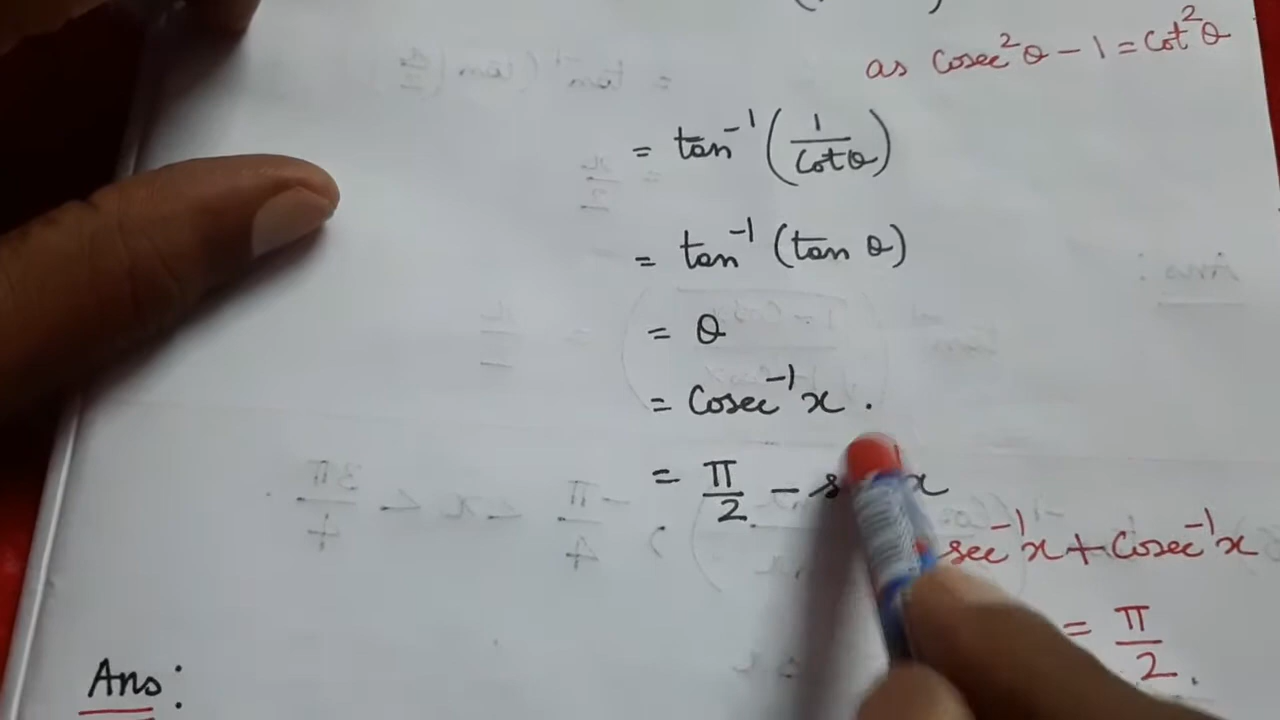 as cosec²θ - 1 = cot²θ
= tan⁻¹ (1/cotθ)
= tan⁻¹ (tan θ)
= θ
= Cosec⁻¹x .
= π/2 - s x
sec⁻¹x + Cosec⁻¹x
= π/2 .
Ans :